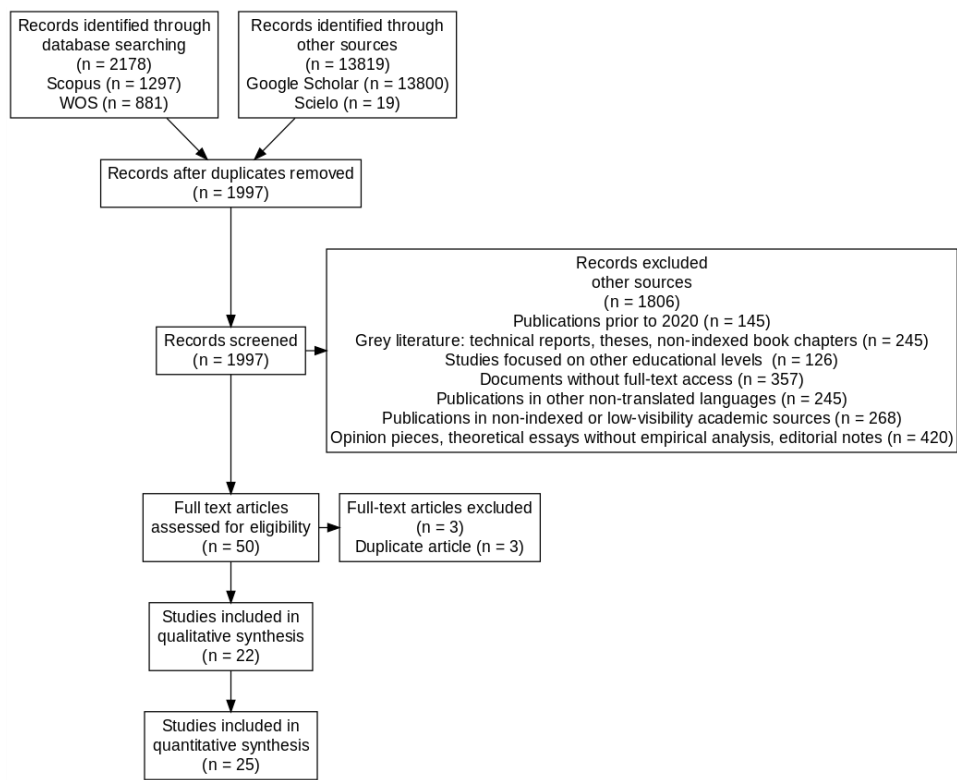 Records identified through
database searching
(n = 2178)
Scopus (n = 1297)
WOS (n = 881)
Records identified through
other sources
(n = 13819)
Google Scholar (n = 13800)
Scielo (n = 19)
Records after duplicates removed
(n = 1997)
Records screened
(n = 1997)
Records excluded
other sources
(n = 1806)
Publications prior to 2020 (n = 145)
Grey literature: technical reports, theses, non-indexed book chapters (n = 245)
Studies focused on other educational levels (n = 126)
Documents without full-text access (n = 357)
Publications in other non-translated languages (n = 245)
Publications in non-indexed or low-visibility academic sources (n = 268)
Opinion pieces, theoretical essays without empirical analysis, editorial notes (n = 420)
Full text articles
assessed for eligibility
(n = 50)
Full-text articles excluded
(n = 3)
Duplicate article (n = 3)
Studies included in
qualitative synthesis
(n = 22)
Studies included in
quantitative synthesis
(n = 25)